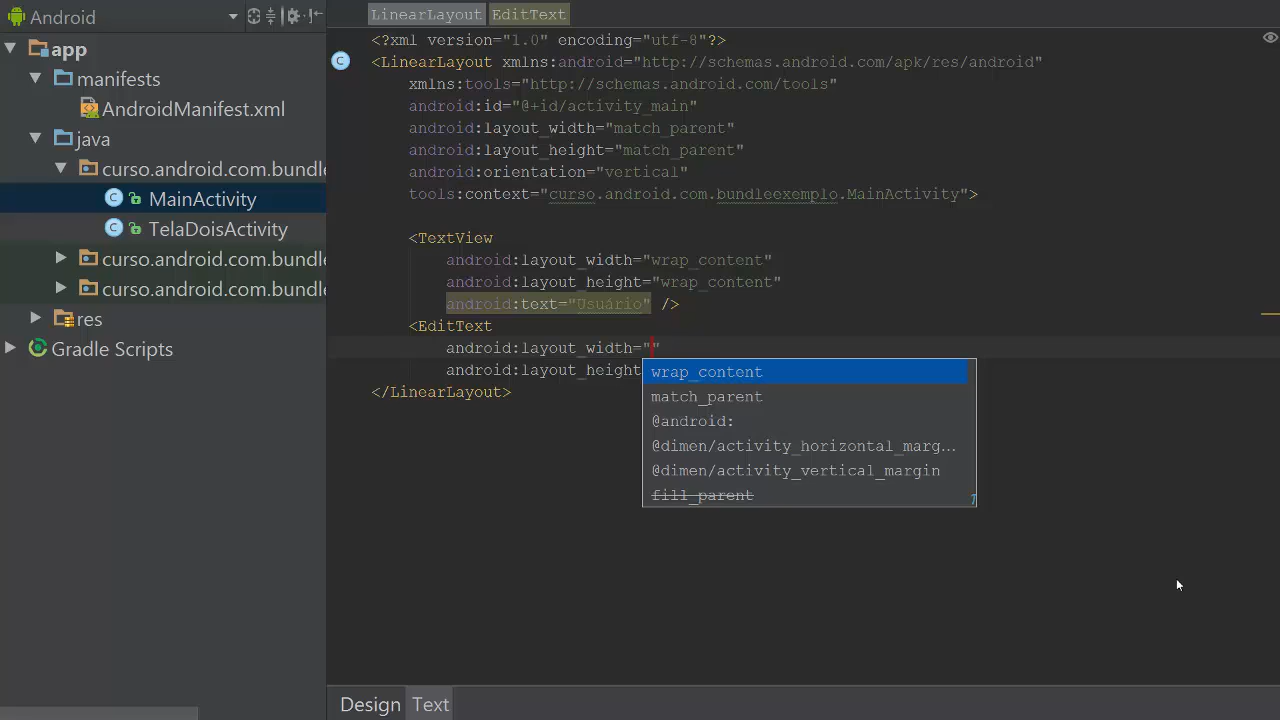 Android
app
manifests
AndroidManifest.xml
java
curso.android.com.bundle
MainActivity
TelaDoisActivity
curso.android.com.bundle
curso.android.com.bundle
res
Gradle Scripts
LinearLayout EditText
<?xml version="1.0" encoding="utf-8"?>
<LinearLayout xmlns:android="http://schemas.android.com/apk/res/android"
xmlns:tools="http://schemas.android.com/tools"
android:id="@+id/activity_main"
android:layout_width="match_parent"
android:layout_height="match_parent"
android:orientation="vertical"
tools:context="curso.android.com.bundleexemplo.MainActivity">
<TextView
android:layout_width="wrap_content"
android:layout_height="wrap_content"
android:text="Usuário" />
<EditText
android:layout_width=""
android:layout_height
</LinearLayout>
wrap_content
match_parent
@android:
@dimen/activity_horizontal_marg...
@dimen/activity_vertical_margin
fill_parent
Design Text